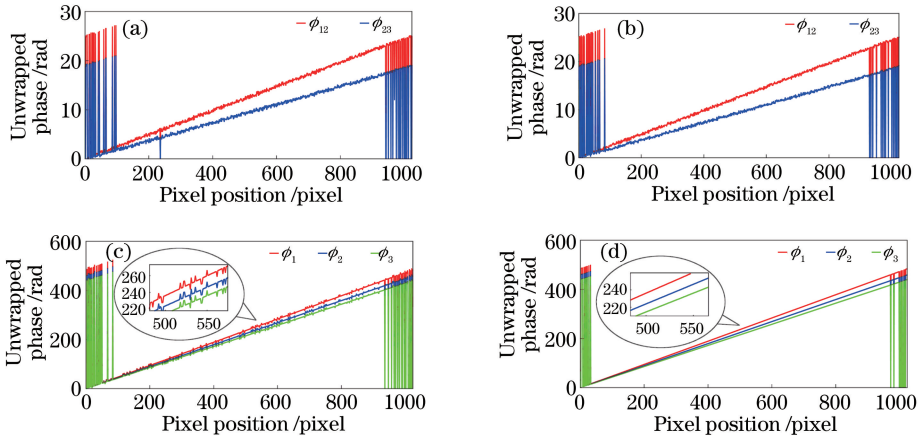 (a)
ϕ12
ϕ23
30
20
10
0
0
200
400
600
800
1000
Unwrapped
phase /rad
Pixel position /pixel
(b)
ϕ12
ϕ23
30
20
10
0
0
200
400
600
800
1000
Unwrapped
phase /rad
Pixel position /pixel
(c)
ϕ1
ϕ2
ϕ3
600
400
200
0
260
240
220
500
550
0
200
400
600
800
1000
Unwrapped
phase /rad
Pixel position /pixel
(d)
ϕ1
ϕ2
ϕ3
600
400
200
0
240
220
500
550
0
200
400
600
800
1000
Unwrapped
phase /rad
Pixel position /pixel